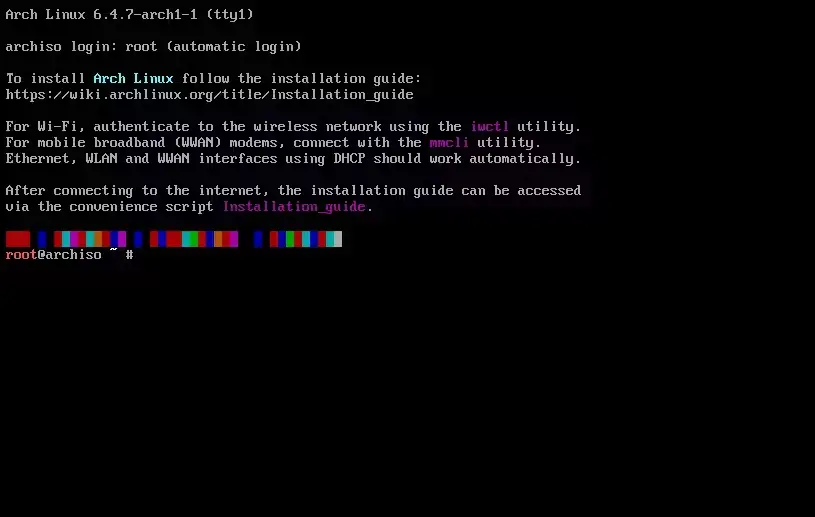 Arch Linux 6.4.7-arch1-1 (tty1)
archiso login: root (automatic login)
To install Arch Linux follow the installation guide:
https://wiki.archlinux.org/title/Installation_guide
For Wi-Fi, authenticate to the wireless network using the iwctl utility.
For mobile broadband (WWAN) modems, connect with the mmcli utility.
Ethernet, WLAN and WWAN interfaces using DHCP should work automatically.
After connecting to the internet, the installation guide can be accessed
via the convenience script Installation_guide.
root@archiso ~ #